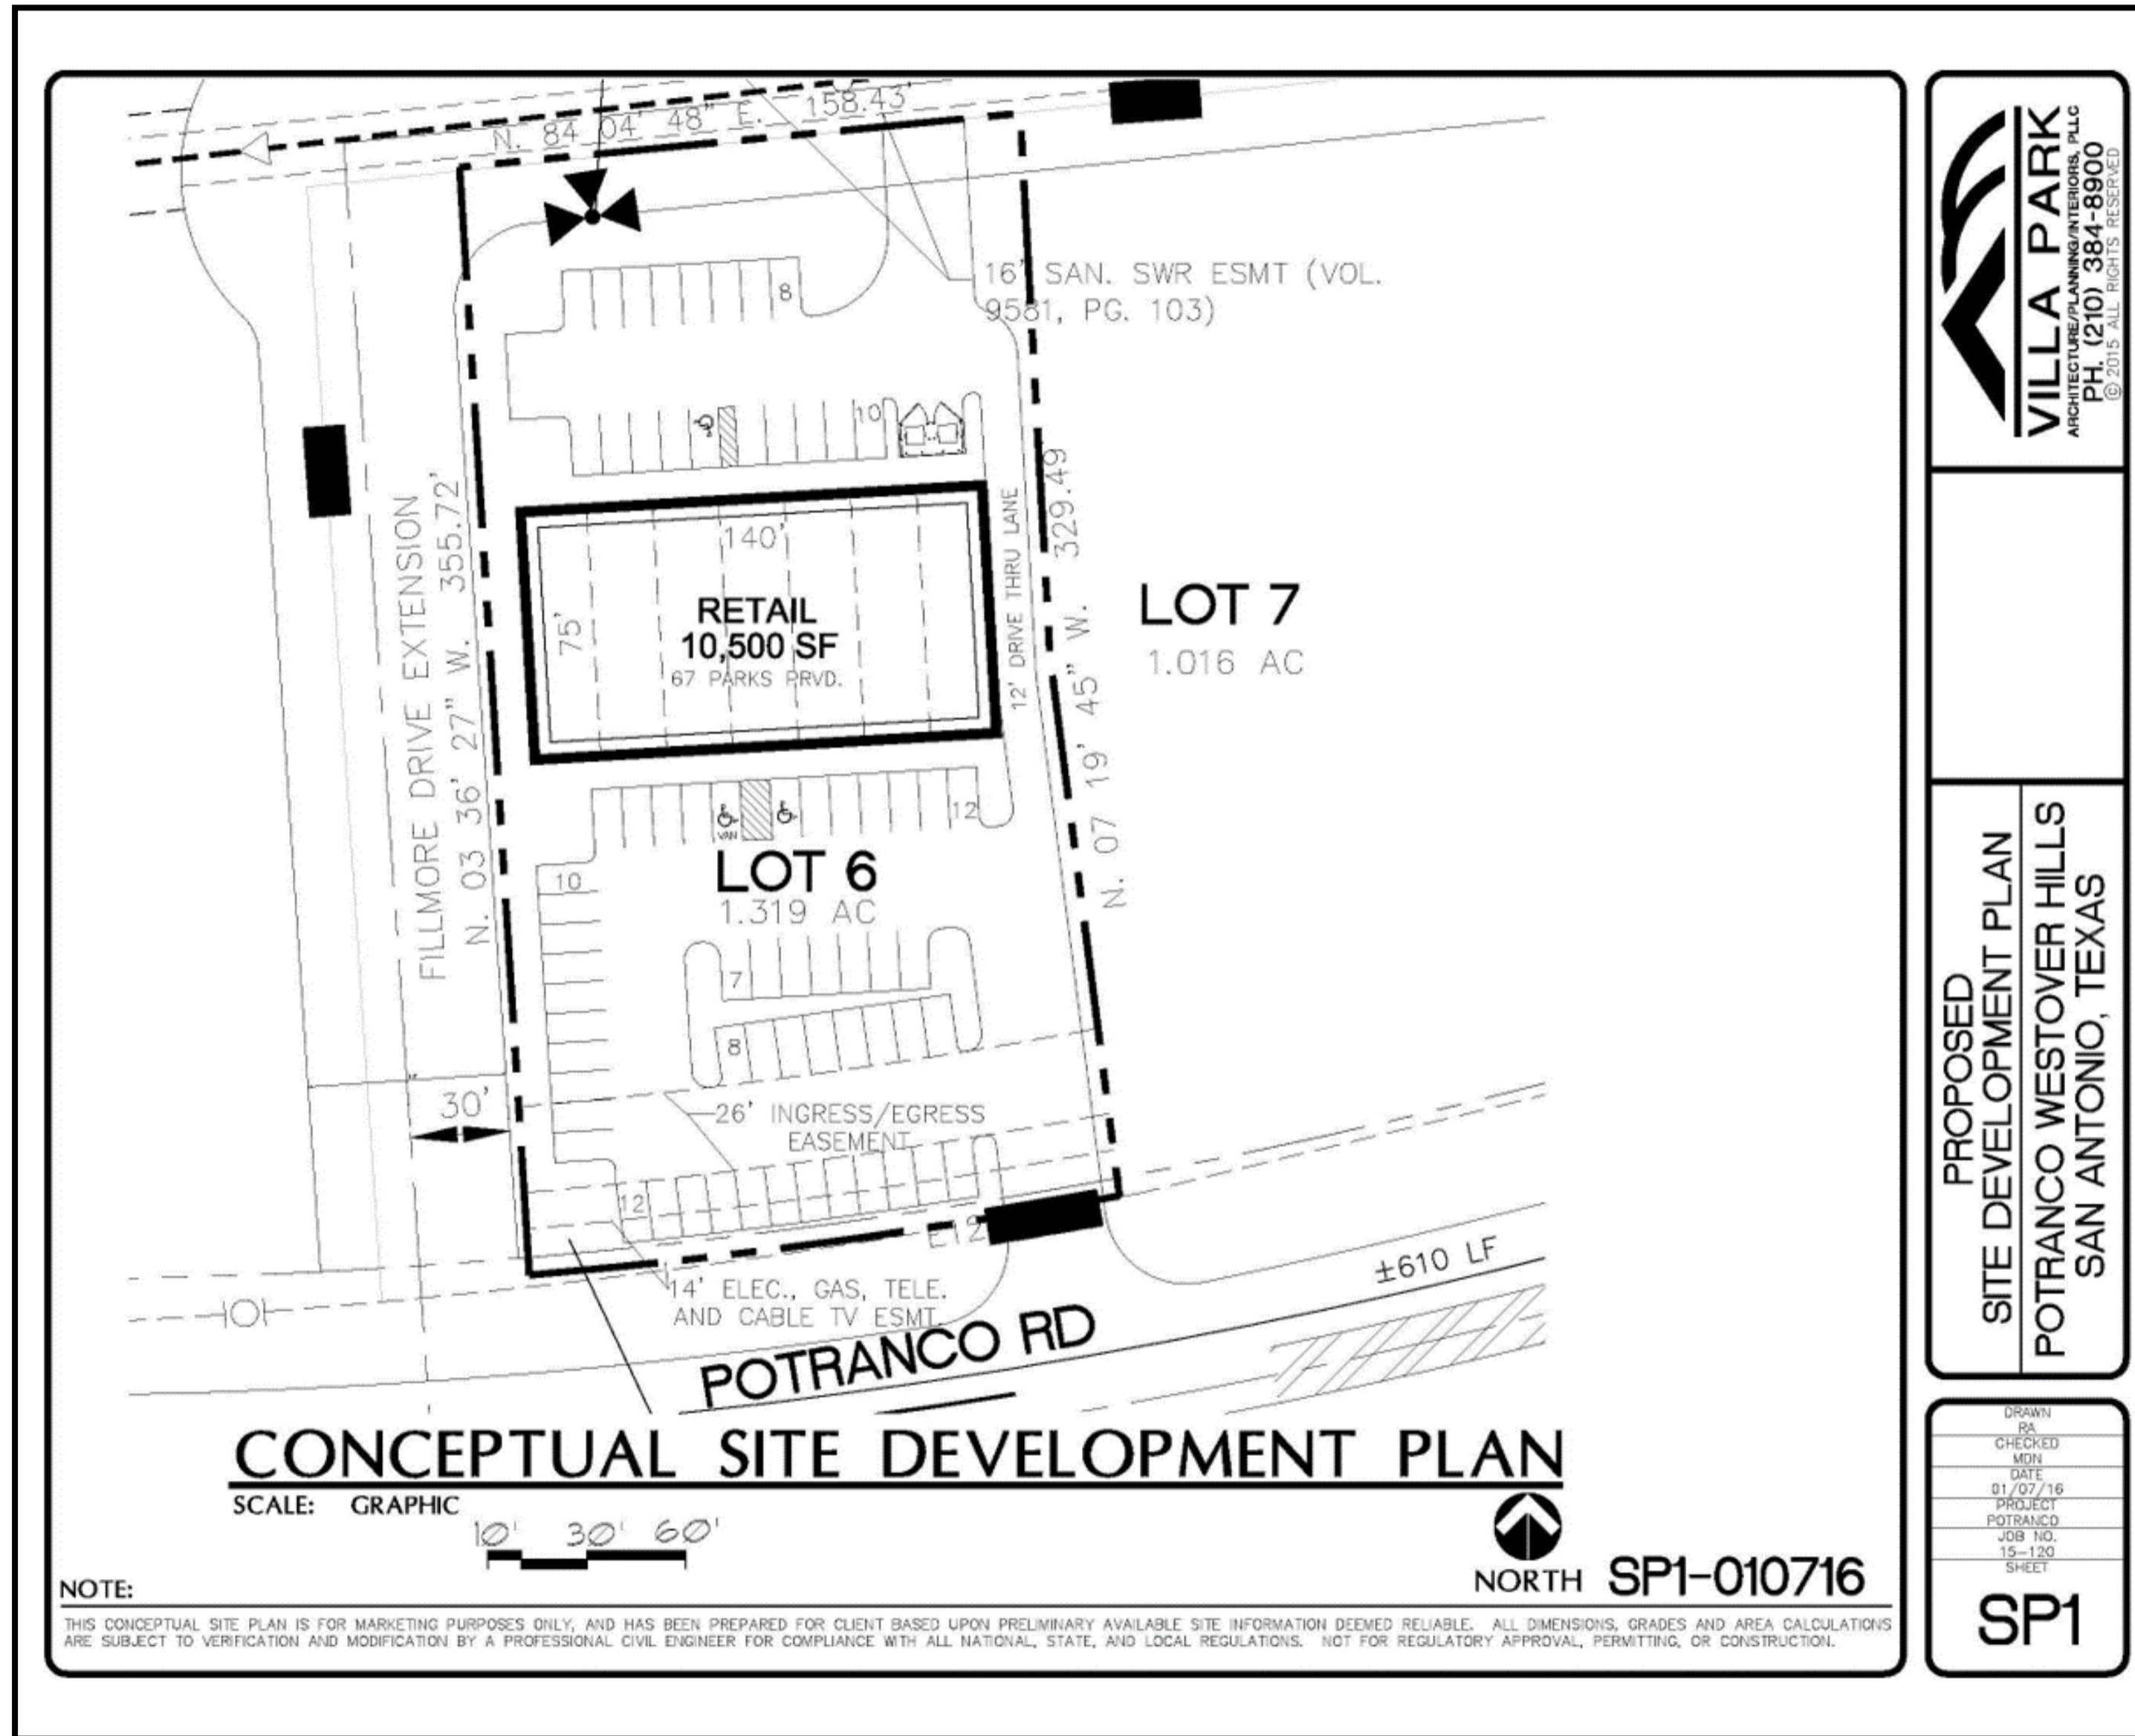 N. 84 04' 48" E. 158.43'
8
16' SAN. SWR ESMT (VOL.
9581, PG. 103)
10
FILLMORE DRIVE EXTENSION
N. 03 36' 27" W. 355.72'
140'
75'
RETAIL
10,500 SF
67 PARKS PRVD.
12' DRIVE THRU LANE
N. 07 19' 45" W. 329.49
LOT 7
1.016 AC
VAN
12
LOT 6
1.319 AC
10
7
8
30'
26' INGRESS/EGRESS
EASEMENT
12
E12
14' ELEC., GAS, TELE.
AND CABLE TV ESMT.
±610 LF
POTRANCO RD
CONCEPTUAL SITE DEVELOPMENT PLAN
SCALE: GRAPHIC
10' 30' 60'
NORTH
SP1-010716
NOTE:
THIS CONCEPTUAL SITE PLAN IS FOR MARKETING PURPOSES ONLY, AND HAS BEEN PREPARED FOR CLIENT BASED UPON PRELIMINARY AVAILABLE SITE INFORMATION DEEMED RELIABLE. ALL DIMENSIONS, GRADES AND AREA CALCULATIONS
ARE SUBJECT TO VERIFICATION AND MODIFICATION BY A PROFESSIONAL CIVIL ENGINEER FOR COMPLIANCE WITH ALL NATIONAL, STATE, AND LOCAL REGULATIONS. NOT FOR REGULATORY APPROVAL, PERMITTING, OR CONSTRUCTION.
VILLA PARK
ARCHITECTURE/PLANNING/INTERIORS, PLLC
PH. (210) 384-8900
© 2015 ALL RIGHTS RESERVED
PROPOSED
SITE DEVELOPMENT PLAN
POTRANCO WESTOVER HILLS
SAN ANTONIO, TEXAS
DRAWN
RA
CHECKED
MDN
DATE
01/07/16
PROJECT
POTRANCO
JOB NO.
15-120
SHEET
SP1